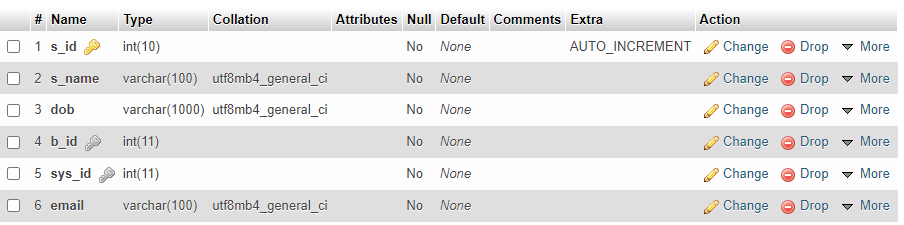 # Name Type Collation Attributes Null Default Comments Extra Action
1 s_id int(10) No None AUTO_INCREMENT Change Drop More
2 s_name varchar(100) utf8mb4_general_ci No None Change Drop More
3 dob varchar(1000) utf8mb4_general_ci No None Change Drop More
4 b_id int(11) No None Change Drop More
5 sys_id int(11) No None Change Drop More
6 email varchar(100) utf8mb4_general_ci No None Change Drop More